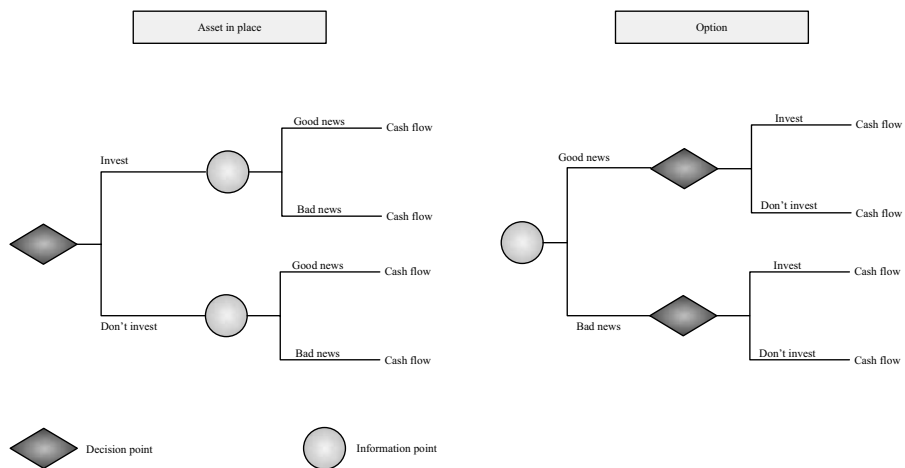 Asset in place
Option
Good news
Cash flow
Invest
Bad news
Cash flow
Good news
Cash flow
Don't invest
Bad news
Cash flow
Invest
Cash flow
Good news
Don't invest
Cash flow
Invest
Cash flow
Bad news
Don't invest
Cash flow
Decision point
Information point